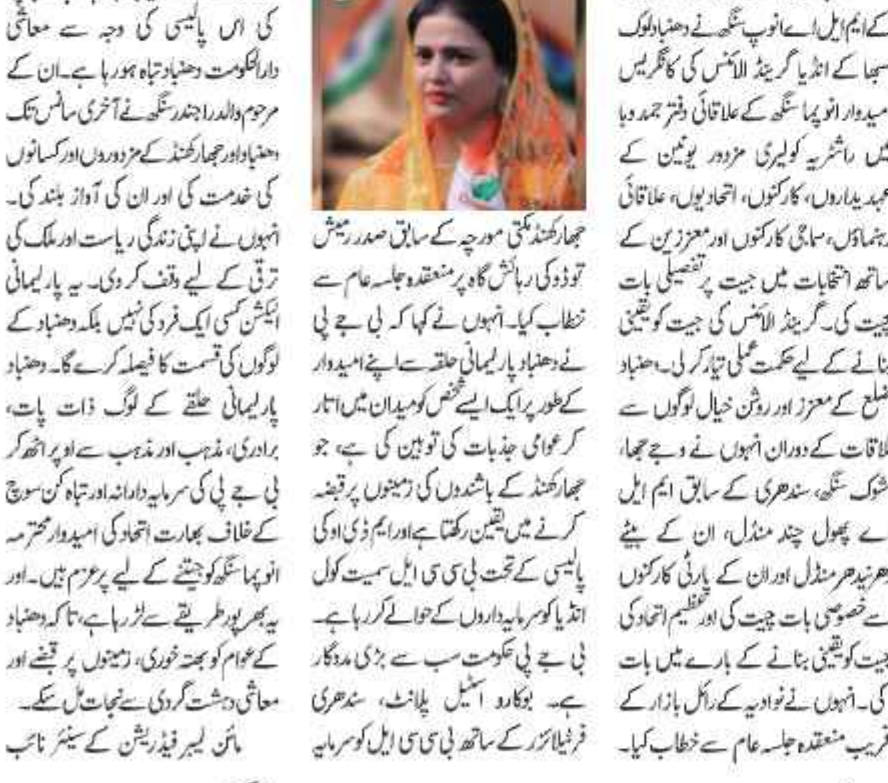 کے ایم ایل اے انوپ سنگھ نے دھنباد لوک
سبھا کے انڈیا گرینڈ الائنس کی کانگریس
میدوار انوپما سنگھ کے علاقائی دفتر جمدوبا
میں راشٹریہ کولیری مزدور یونین کے
عہدیداروں، کارکنوں، اتحادیوں، علاقائی
رہنماؤں، سماجی کارکنوں اور معززین کے
ساتھ انتخابات میں جیت پر تفصیلی بات
چیت کی۔ گرینڈ الائنس کی جیت کو یقینی
بنانے کے لیے حکمت عملی تیار کر لی۔ دھنباد
ضلع کے معزز اور روشن خیال لوگوں سے
ملاقات کے دوران انہوں نے وجے جھا،
شوک سنگھ، سندھری کے سابق ایم ایل
اے پھول چند منڈل، ان کے بیٹے
دھرنیدھر منڈل اور ان کے پارٹی کارکنوں
سے خصوصی بات چیت کی اور عظیم اتحاد کی
جیت کو یقینی بنانے کے بارے میں بات
کی۔ انہوں نے نوادیہ کے رائل بازار کے
قریب منعقدہ جلسہ عام سے خطاب کیا۔
جھارکھنڈ مکتی مورچہ کے سابق صدر رمیش
ٹوڈو کی رہائش گاہ پر منعقدہ جلسہ عام سے
خطاب کیا۔ انہوں نے کہا کہ بی جے پی
نے دھنباد پارلیمانی حلقہ سے اپنے امیدوار
کے طور پر ایک ایسے شخص کو میدان میں اتار
کر عوامی جذبات کی توہین کی ہے، جو
جھارکھنڈ کے باشندوں کی زمینوں پر قبضہ
کرنے میں یقین رکھتا ہے اور ایم ڈی او کی
پالیسی کے تحت بی سی سی ایل سمیت کول
انڈیا کو سرمایہ داروں کے حوالے کر رہا ہے۔
بی جے پی حکومت سب سے بڑی مددگار
ہے۔ بوکارو اسٹیل پلانٹ، سندھری
فرٹیلائزر کے ساتھ بی سی سی ایل کو سرمایہ
کی اس پالیسی کی وجہ سے معاشی
دارالحکومت دھنباد تباہ ہو رہا ہے۔ ان کے
مرحوم والد راجندر سنگھ نے آخری سانس تک
دھنباد اور جھارکھنڈ کے مزدوروں اور کسانوں
کی خدمت کی اور ان کی آواز بلند کی۔
انہوں نے اپنی زندگی ریاست اور ملک کی
ترقی کے لیے وقف کر دی۔ یہ پارلیمانی
الیکشن کسی ایک فرد کی نہیں بلکہ دھنباد کے
لوگوں کی قسمت کا فیصلہ کرے گا۔ دھنباد
پارلیمانی حلقے کے لوگ ذات پات،
برادری، مذہب اور مذہب سے اوپر اٹھ کر
بی جے پی کی سرمایہ دارانہ اور تباہ کن سوچ
کے خلاف بھارت اتحاد کی امیدوار محترمہ
انوپما سنگھ کو جیتنے کے لیے پرعزم ہیں۔ اور
یہ بھرپور طریقے سے لڑ رہا ہے، تاکہ دھنباد
کے عوام کو بھتہ خوری، زمینوں پر قبضے اور
معاشی دہشت گردی سے نجات مل سکے۔
مائن لیبر فیڈریشن کے سینئر نائب